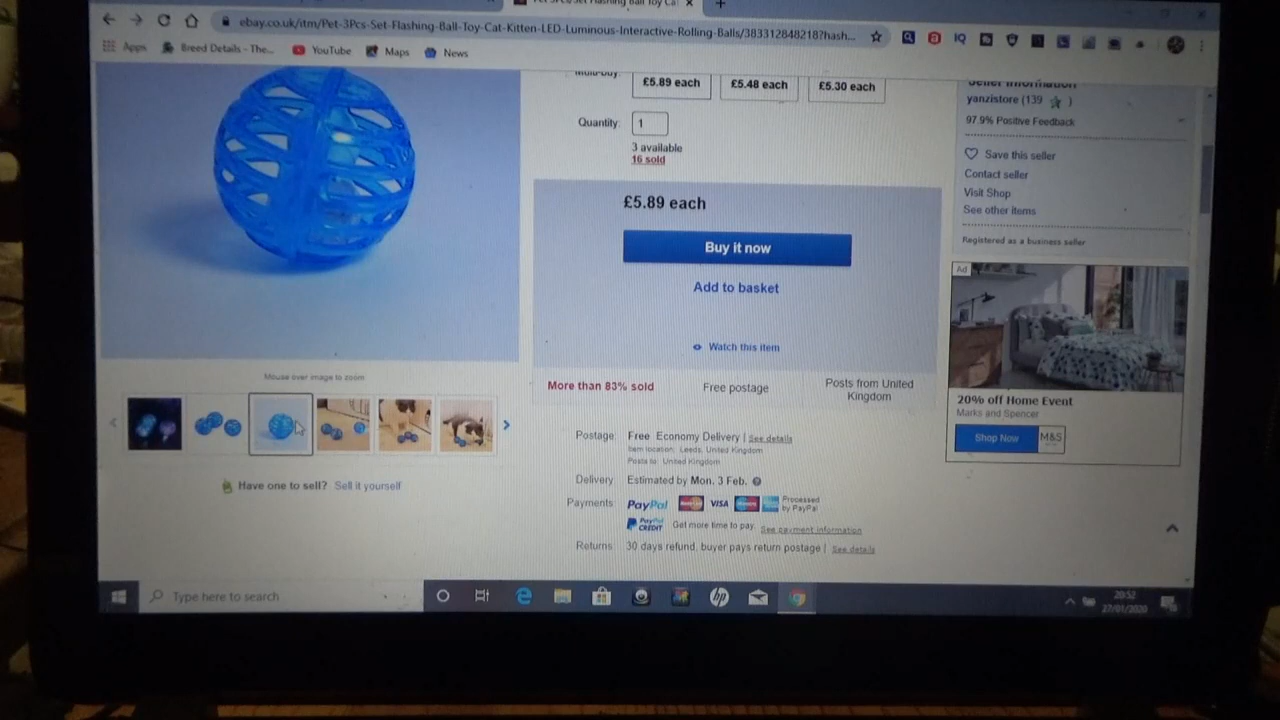 ebay.co.uk/itm/Pet-3Pcs-Set-Flashing-Ball-Toy-Cat-Kitten-LED-Luminous-Interactive-Rolling-Balls/383312848218?hash...
Apps
Breed Details - The...
YouTube
Maps
News
£5.89 each
£5.48 each
£5.30 each
Quantity:
1
3 available
16 sold
£5.89 each
Buy it now
Add to basket
Watch this item
More than 83% sold
Free postage
Posts from United
Kingdom
Mouse over image to zoom
Have one to sell? Sell it yourself
Postage:
Free Economy Delivery | See details
Item location: Leeds, United Kingdom
Posts to: United Kingdom
Delivery:
Estimated by Mon. 3 Feb.
Payments:
PayPal
VISA
Processed
by PayPal
PayPal
CREDIT
Get more time to pay. See payment information
Returns:
30 days refund, buyer pays return postage | See details
Seller information
yanzistore (139 )
97.9% Positive Feedback
Save this seller
Contact seller
Visit Shop
See other items
Registered as a business seller
Ad
20% off Home Event
Marks and Spencer
Shop Now
M&S
Type here to search
hp
20:52
27/01/2020